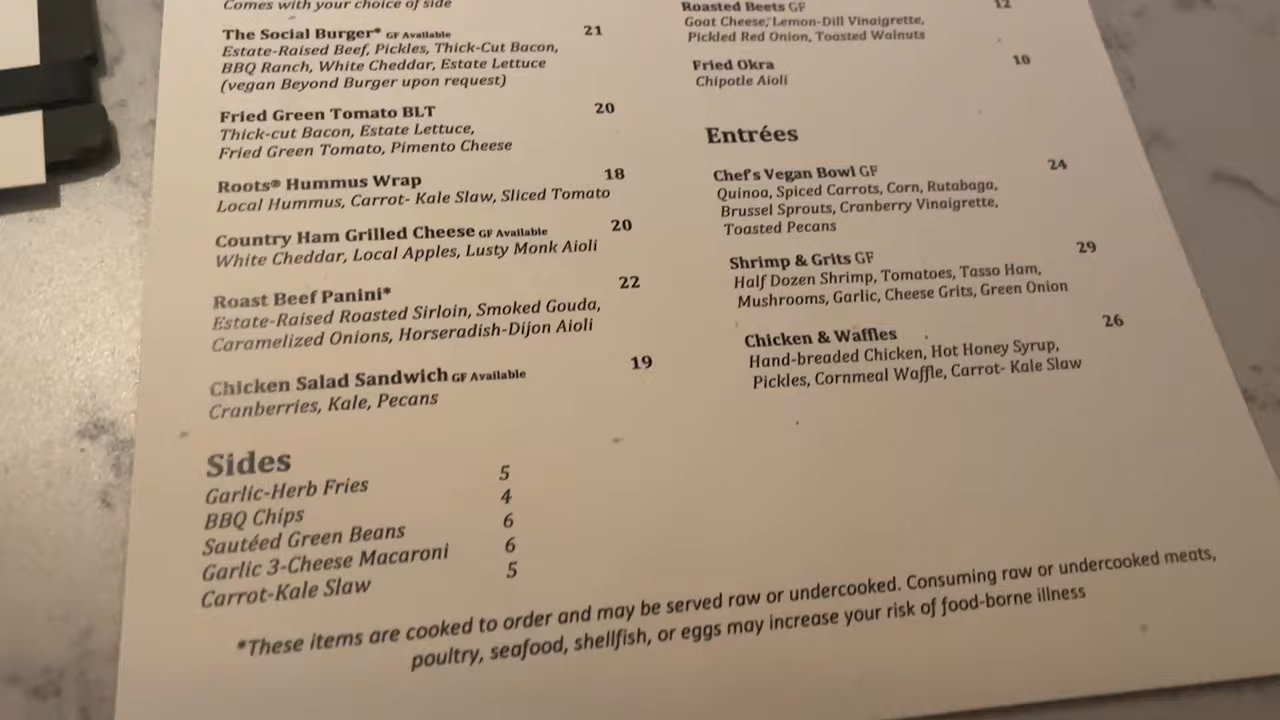 Comes with your choice of side
The Social Burger* GF Available 21
Estate-Raised Beef, Pickles, Thick-Cut Bacon,
BBQ Ranch, White Cheddar, Estate Lettuce
(vegan Beyond Burger upon request)
Fried Green Tomato BLT 20
Thick-cut Bacon, Estate Lettuce,
Fried Green Tomato, Pimento Cheese
Roots® Hummus Wrap 18
Local Hummus, Carrot- Kale Slaw, Sliced Tomato
Country Ham Grilled Cheese GF Available 20
White Cheddar, Local Apples, Lusty Monk Aioli
Roast Beef Panini* 22
Estate-Raised Roasted Sirloin, Smoked Gouda,
Caramelized Onions, Horseradish-Dijon Aioli
Chicken Salad Sandwich GF Available 19
Cranberries, Kale, Pecans
Sides
Garlic-Herb Fries 5
BBQ Chips 4
Sautéed Green Beans 6
Garlic 3-Cheese Macaroni 6
Carrot-Kale Slaw 5
Roasted Beets GF 12
Goat Cheese, Lemon-Dill Vinaigrette,
Pickled Red Onion, Toasted Walnuts
Fried Okra 10
Chipotle Aioli
Entrées
Chef's Vegan Bowl GF 24
Quinoa, Spiced Carrots, Corn, Rutabaga,
Brussel Sprouts, Cranberry Vinaigrette,
Toasted Pecans
Shrimp & Grits GF 29
Half Dozen Shrimp, Tomatoes, Tasso Ham,
Mushrooms, Garlic, Cheese Grits, Green Onion
Chicken & Waffles 26
Hand-breaded Chicken, Hot Honey Syrup,
Pickles, Cornmeal Waffle, Carrot- Kale Slaw
*These items are cooked to order and may be served raw or undercooked. Consuming raw or undercooked meats,
poultry, seafood, shellfish, or eggs may increase your risk of food-borne illness